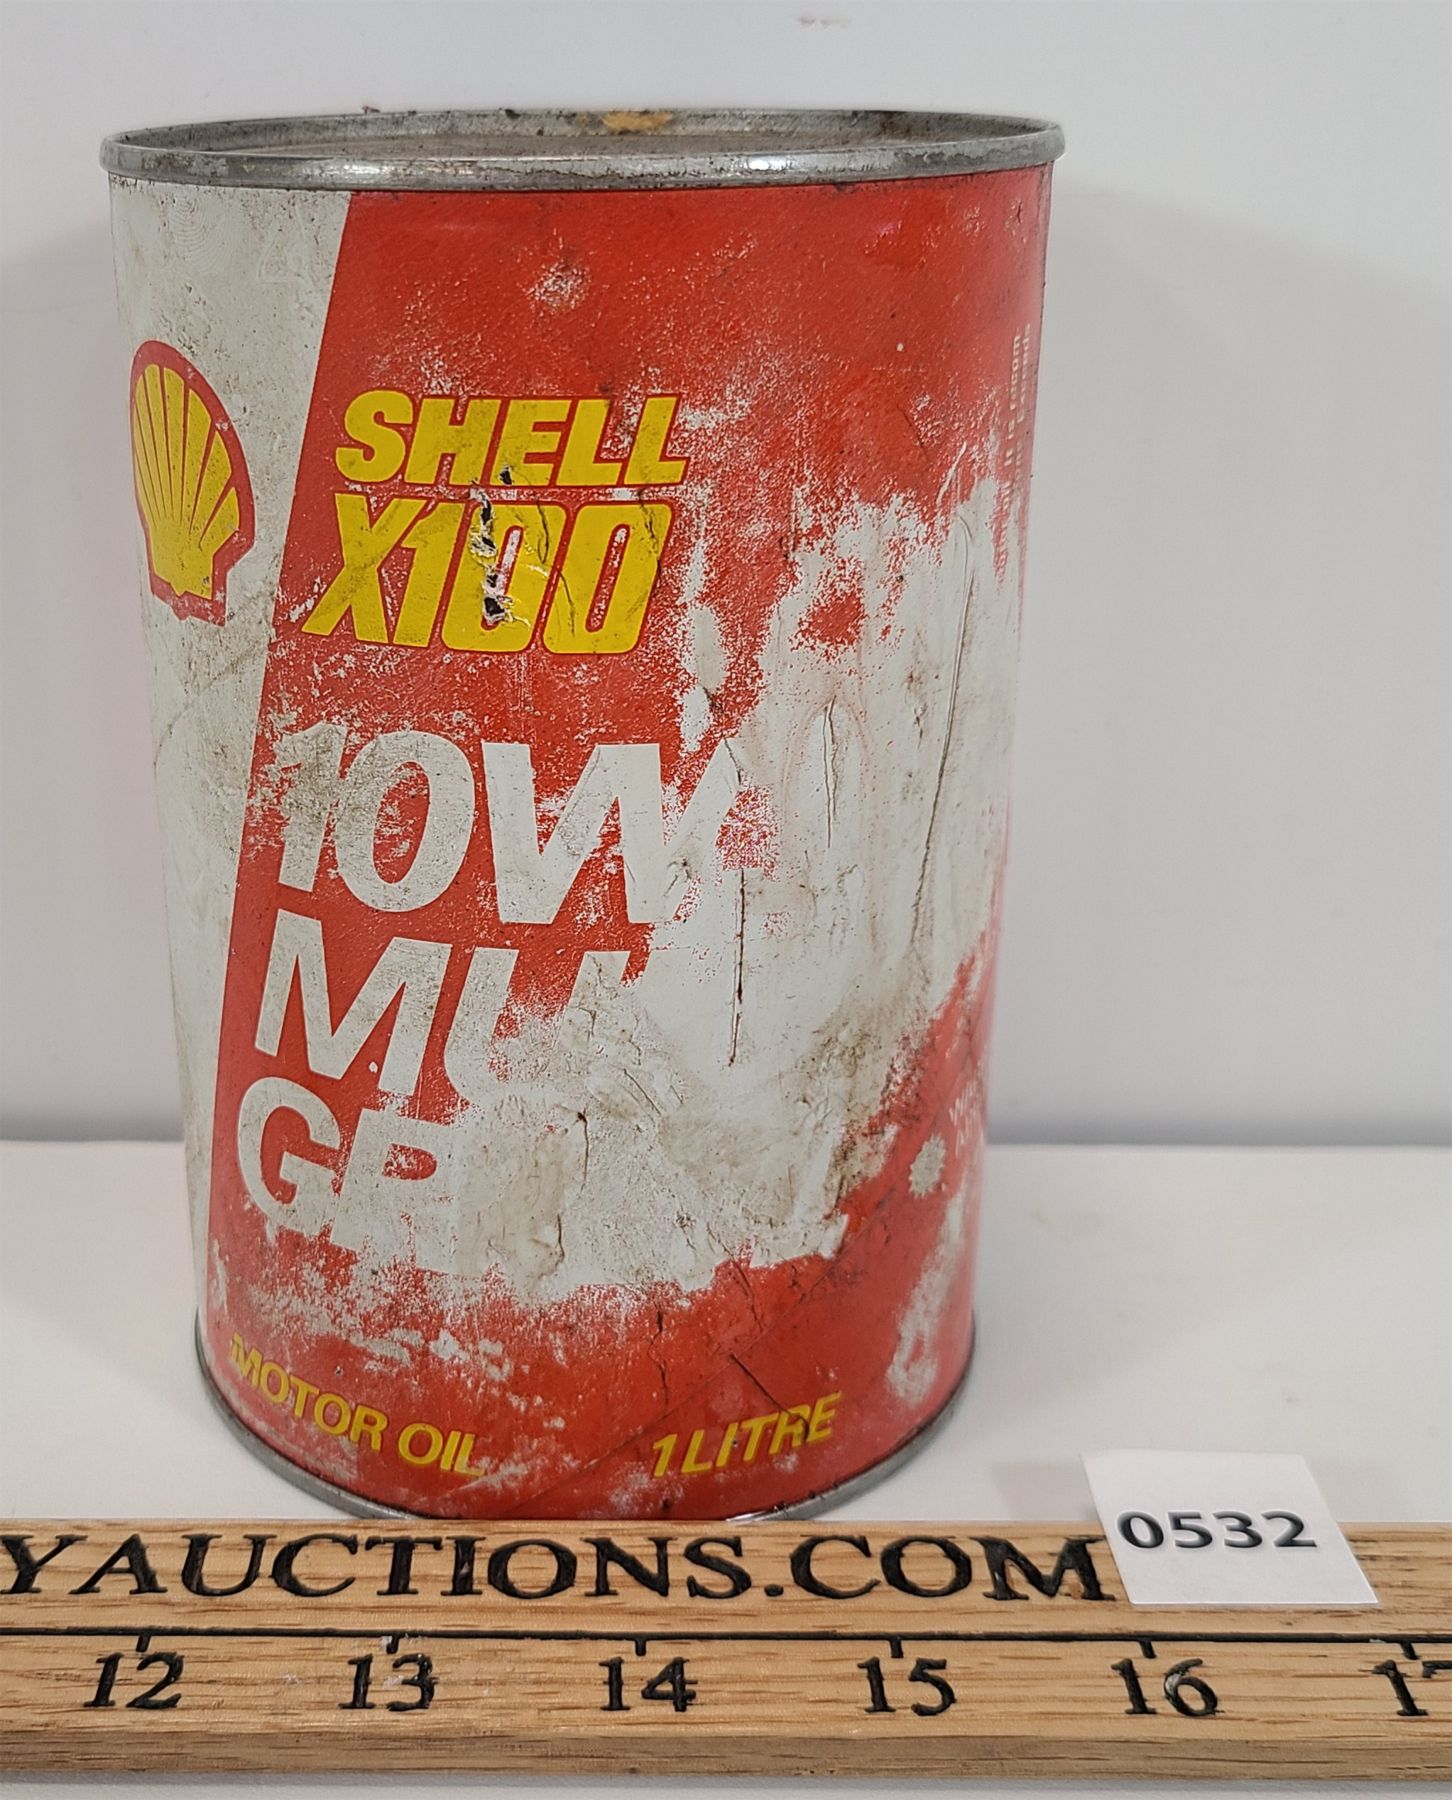 SHELL
X100
10W
MU
GR
MOTOR OIL
1 LITRE
0532
YAUCTIONS.COM
12 13 14 15 16